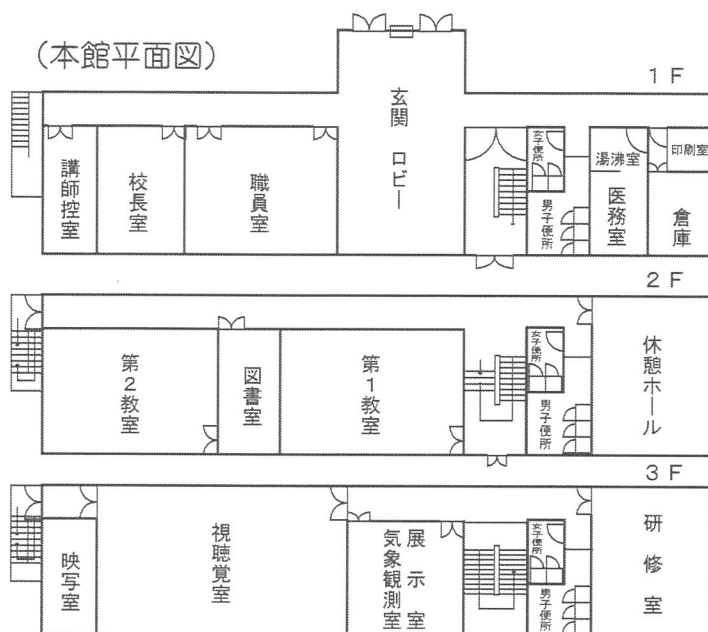 (本館平面図)
1F
講師控室
校長室
職員室
玄関 ロビー
女子便所
男子便所
湯沸室
医務室
印刷室
倉庫
2F
第2教室
図書室
第1教室
女子便所
男子便所
休憩ホール
3F
映写室
視聴覚室
展示室
気象観測室
女子便所
男子便所
研修室